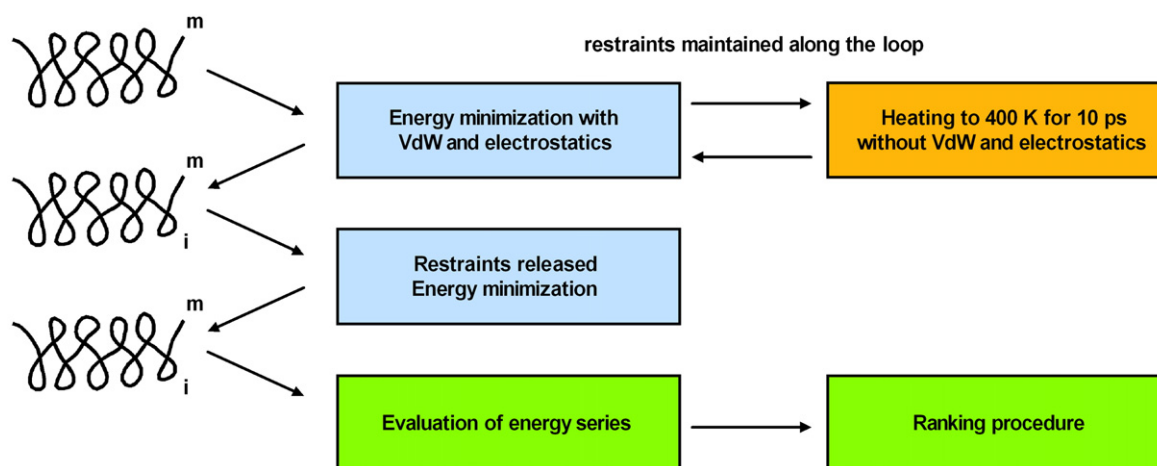 m
restraints maintained along the loop
Energy minimization with
VdW and electrostatics
Heating to 400 K for 10 ps
without VdW and electrostatics
m
i
Restraints released
Energy minimization
m
i
Evaluation of energy series
Ranking procedure